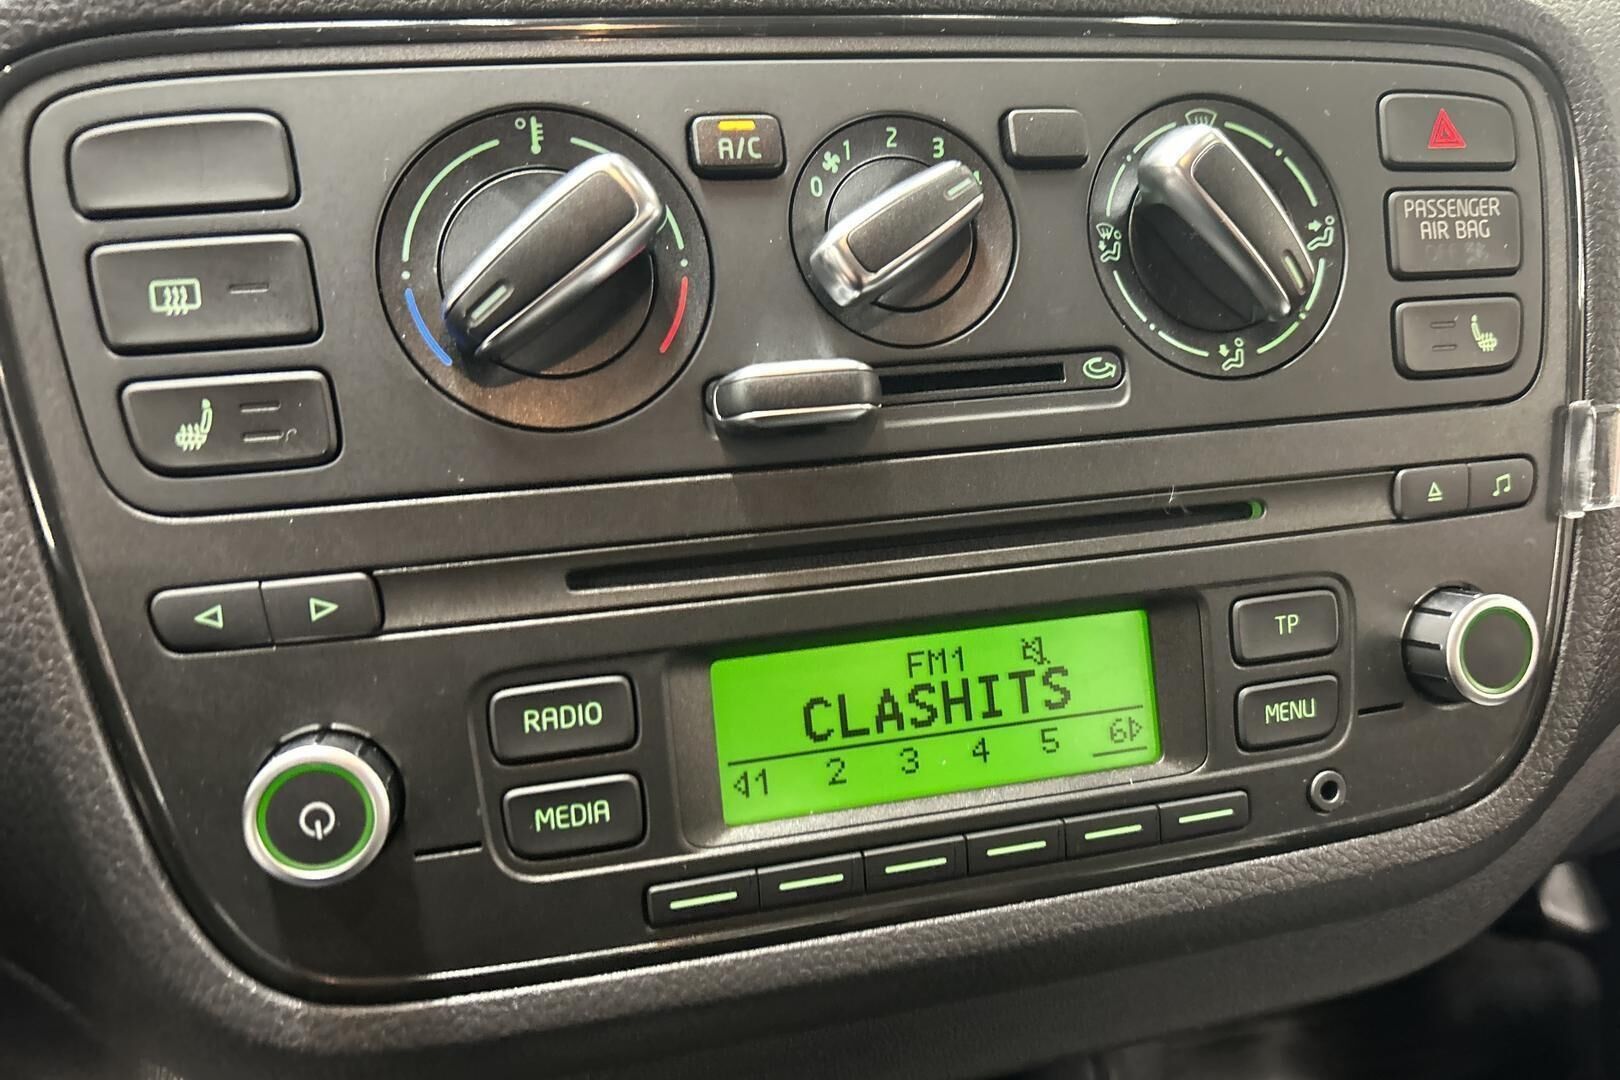 A/C
0 1 2 3
PASSENGER
AIR BAG
RADIO
MEDIA
FM1
CLASHITS
1 2 3 4 5 6
TP
MENU